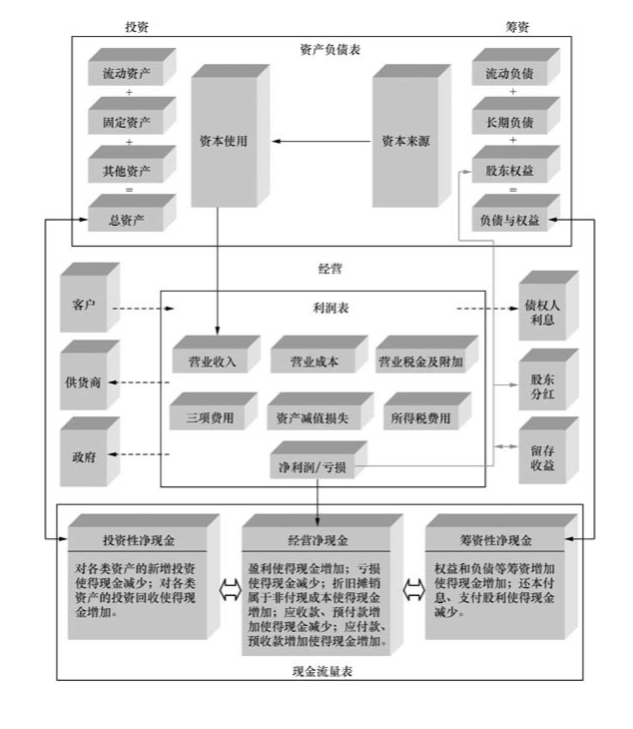 投资
筹资
资产负债表
流动资产
+
固定资产
+
其他资产
=
总资产
资本使用
资本来源
流动负债
+
长期负债
+
股东权益
=
负债与权益
经营
客户
供货商
政府
利润表
营业收入
营业成本
营业税金及附加
三项费用
资产减值损失
所得税费用
净利润/亏损
债权人
利息
股东
分红
留存
收益
投资性净现金
对各类资产的新增投资
使得现金减少；对各类
资产的投资回收使得现
金增加。
经营净现金
盈利使得现金增加；亏损
使得现金减少；折旧摊销
属于非付现成本使得现金
增加；应收款、预付款增
加使得现金减少；应付款、
预收款增加使得现金增加。
筹资性净现金
权益和负债等筹资增加
使得现金增加；还本付
息、支付股利使得现金
减少。
现金流量表